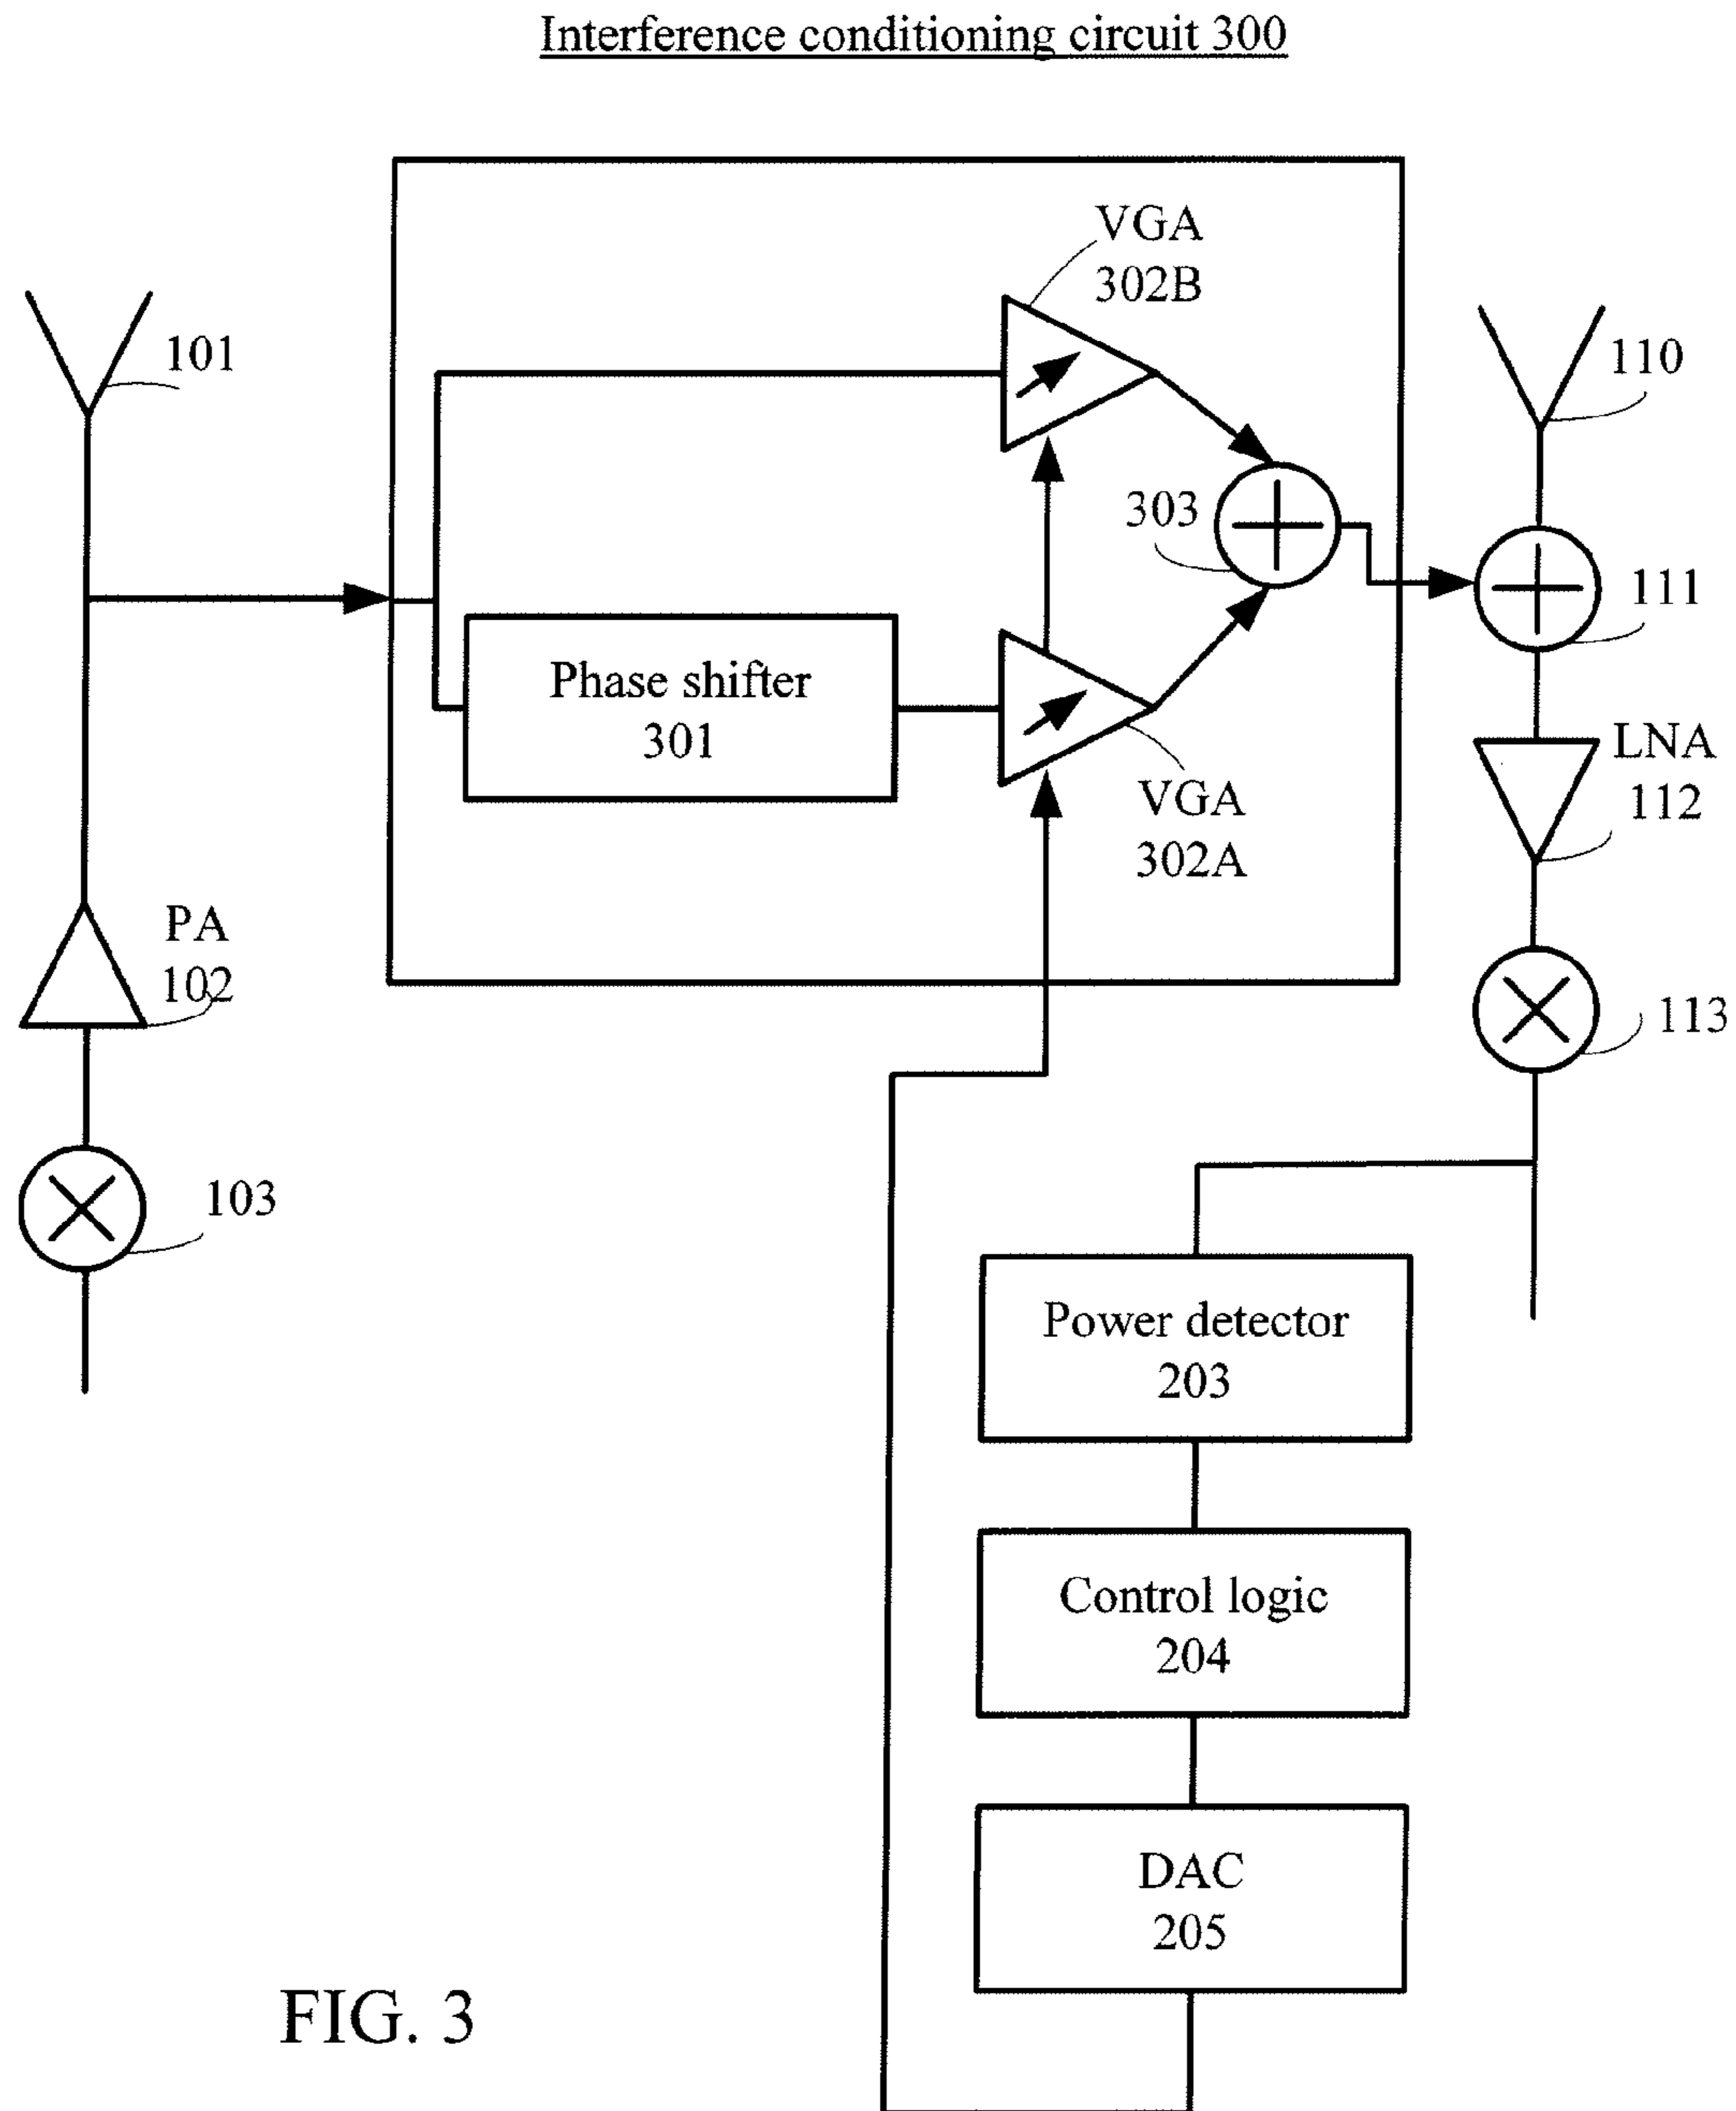 Interference conditioning circuit 300
VGA
302B
101
110
303
111
Phase shifter
301
LNA
112
VGA
302A
PA
102
113
103
Power detector
203
Control logic
204
DAC
205
FIG. 3